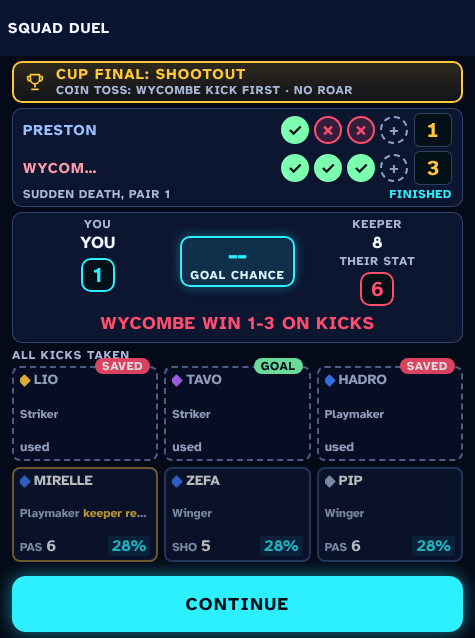 SQUAD DUEL
CUP FINAL: SHOOTOUT
COIN TOSS: WYCOMBE KICK FIRST · NO ROAR
PRESTON + 1
WYCOM... + 3
SUDDEN DEATH, PAIR 1 FINISHED
YOU KEEPER
YOU 8
-- THEIR STAT
1 GOAL CHANCE 6
WYCOMBE WIN 1-3 ON KICKS
ALL KICKS TAKEN
SAVED GOAL SAVED
LIO TAVO HADRO
Striker Striker Playmaker
used used used
MIRELLE ZEFA PIP
Playmaker keeper re... Winger Winger
PAS 6 28% SHO 5 28% PAS 6 28%
CONTINUE